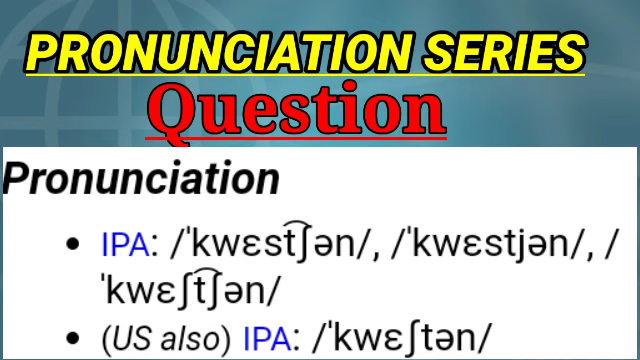 PRONUNCIATION SERIES
Question
Pronunciation
• IPA: /ˈkwɛst͡ʃən/, /ˈkwɛstjən/, /
ˈkwɛʃt͡ʃən/
• (US also) IPA: /ˈkwɛʃtən/